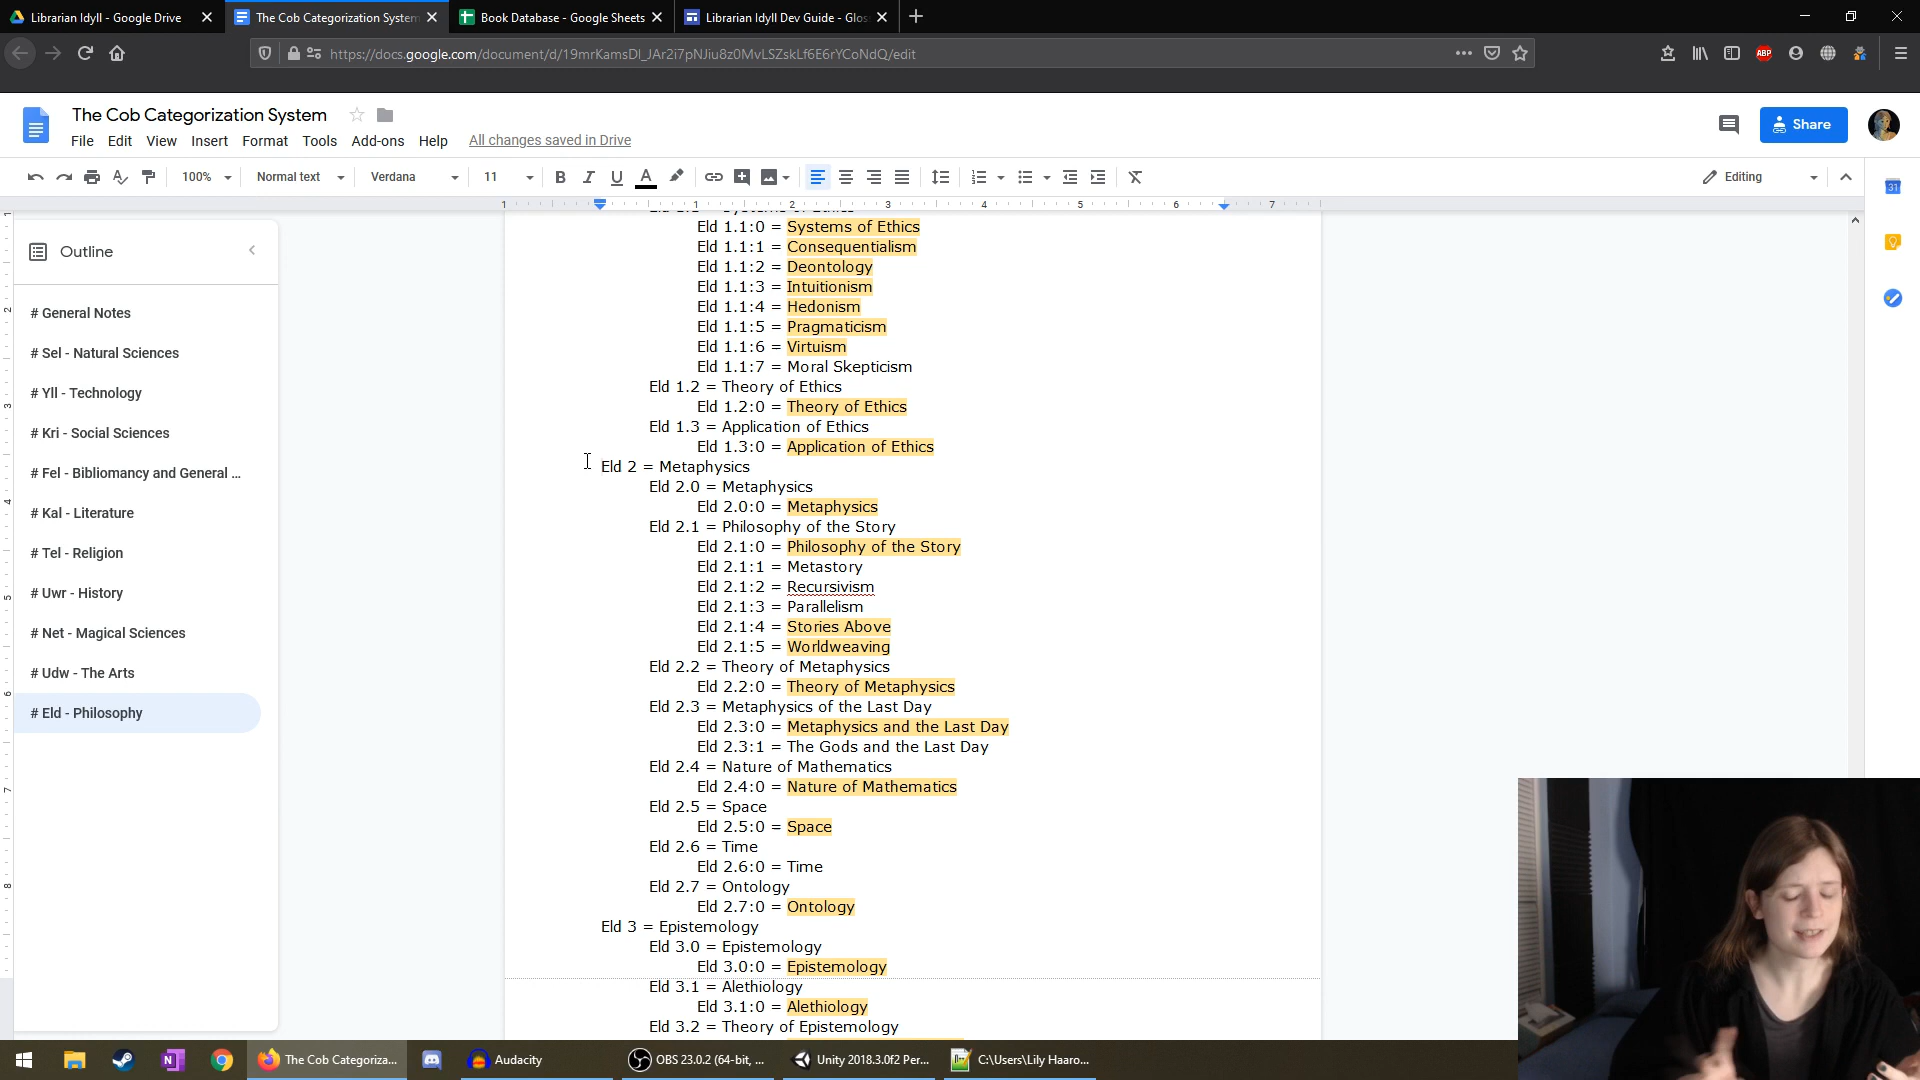 Librarian Idyll - Google Drive
The Cob Categorization System
Book Database - Google Sheets
Librarian Idyll Dev Guide - Glos
https://docs.google.com/document/d/19mrKamsDI_JAr2i7pNJiu8z0MvLSZskLf6E6rYCoNdQ/edit
ABP
The Cob Categorization System
Share
File Edit View Insert Format Tools Add-ons Help All changes saved in Drive
100% Normal text Verdana 11 Editing
31
1 1 2 3 4 5 6 7
Outline
# General Notes
# Sel - Natural Sciences
# Yll - Technology
# Kri - Social Sciences
# Fel - Bibliomancy and General ...
# Kal - Literature
# Tel - Religion
# Uwr - History
# Net - Magical Sciences
# Udw - The Arts
# Eld - Philosophy
Eld 1.1:0 = Systems of Ethics
Eld 1.1:1 = Consequentialism
Eld 1.1:2 = Deontology
Eld 1.1:3 = Intuitionism
Eld 1.1:4 = Hedonism
Eld 1.1:5 = Pragmaticism
Eld 1.1:6 = Virtuism
Eld 1.1:7 = Moral Skepticism
Eld 1.2 = Theory of Ethics
Eld 1.2:0 = Theory of Ethics
Eld 1.3 = Application of Ethics
Eld 1.3:0 = Application of Ethics
Eld 2 = Metaphysics
Eld 2.0 = Metaphysics
Eld 2.0:0 = Metaphysics
Eld 2.1 = Philosophy of the Story
Eld 2.1:0 = Philosophy of the Story
Eld 2.1:1 = Metastory
Eld 2.1:2 = Recursivism
Eld 2.1:3 = Parallelism
Eld 2.1:4 = Stories Above
Eld 2.1:5 = Worldweaving
Eld 2.2 = Theory of Metaphysics
Eld 2.2:0 = Theory of Metaphysics
Eld 2.3 = Metaphysics of the Last Day
Eld 2.3:0 = Metaphysics and the Last Day
Eld 2.3:1 = The Gods and the Last Day
Eld 2.4 = Nature of Mathematics
Eld 2.4:0 = Nature of Mathematics
Eld 2.5 = Space
Eld 2.5:0 = Space
Eld 2.6 = Time
Eld 2.6:0 = Time
Eld 2.7 = Ontology
Eld 2.7:0 = Ontology
Eld 3 = Epistemology
Eld 3.0 = Epistemology
Eld 3.0:0 = Epistemology
Eld 3.1 = Alethiology
Eld 3.1:0 = Alethiology
Eld 3.2 = Theory of Epistemology
The Cob Categoriza... Audacity OBS 23.0.2 (64-bit, ... Unity 2018.3.0f2 Per... C:\Users\Lily Haaro...